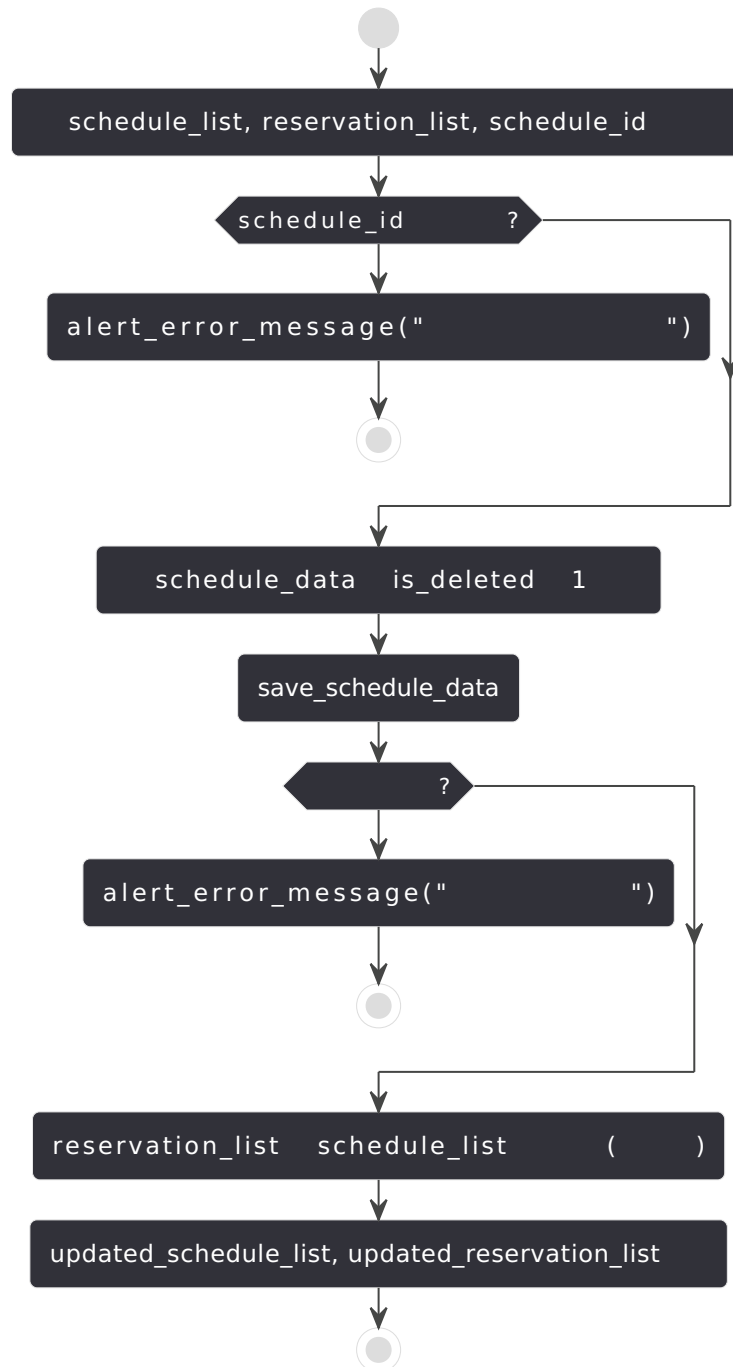 schedule_list, reservation_list, schedule_id
schedule_id ?
alert_error_message(" ")
schedule_data is_deleted 1
save_schedule_data
?
alert_error_message(" ")
reservation_list schedule_list ( )
updated_schedule_list, updated_reservation_list